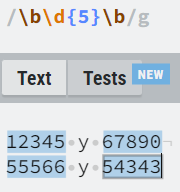 /\b\d{5}\b/g
Text Tests NEW
12345 y 67890
55566 y 54343